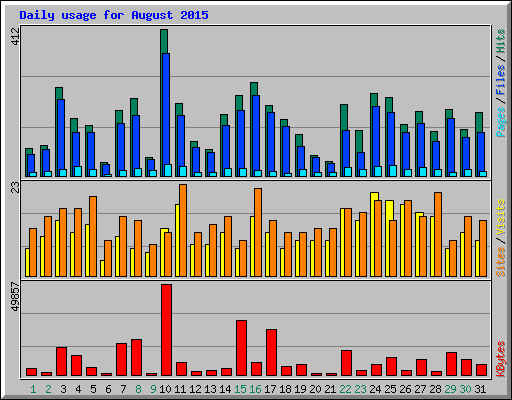 Daily usage for August 2015
412
Pages / Files / Hits
23
Sites / Visits
49857
KBytes
1 2 3 4 5 6 7 8 9 10 11 12 13 14 15 16 17 18 19 20 21 22 23 24 25 26 27 28 29 30 31